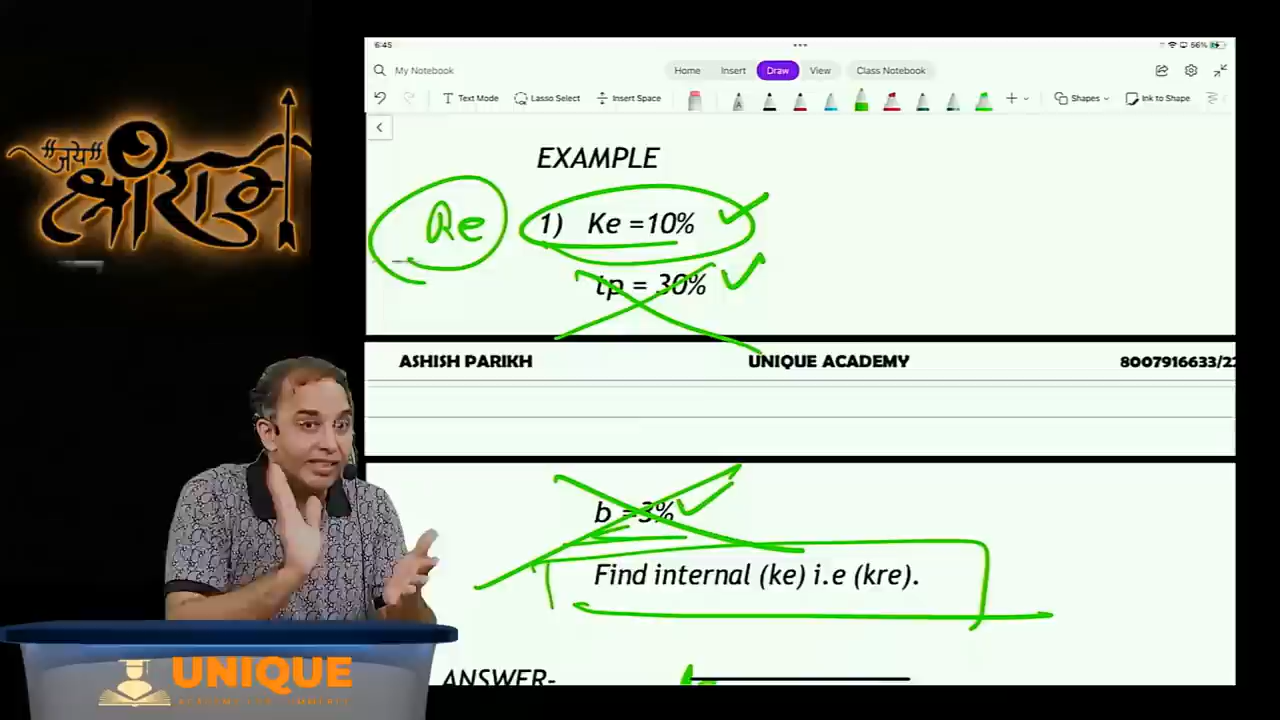 6:45
56%
My Notebook
Home Insert Draw View Class Notebook
Text Mode Lasso Select Insert Space Shapes Ink to Shape
"जय"
श्रीराम
EXAMPLE
Re
1) Ke =10%
tp = 30%
ASHISH PARIKH UNIQUE ACADEMY 8007916633/22
b =3%
Find internal (ke) i.e (kre).
ANSWER-
UNIQUE